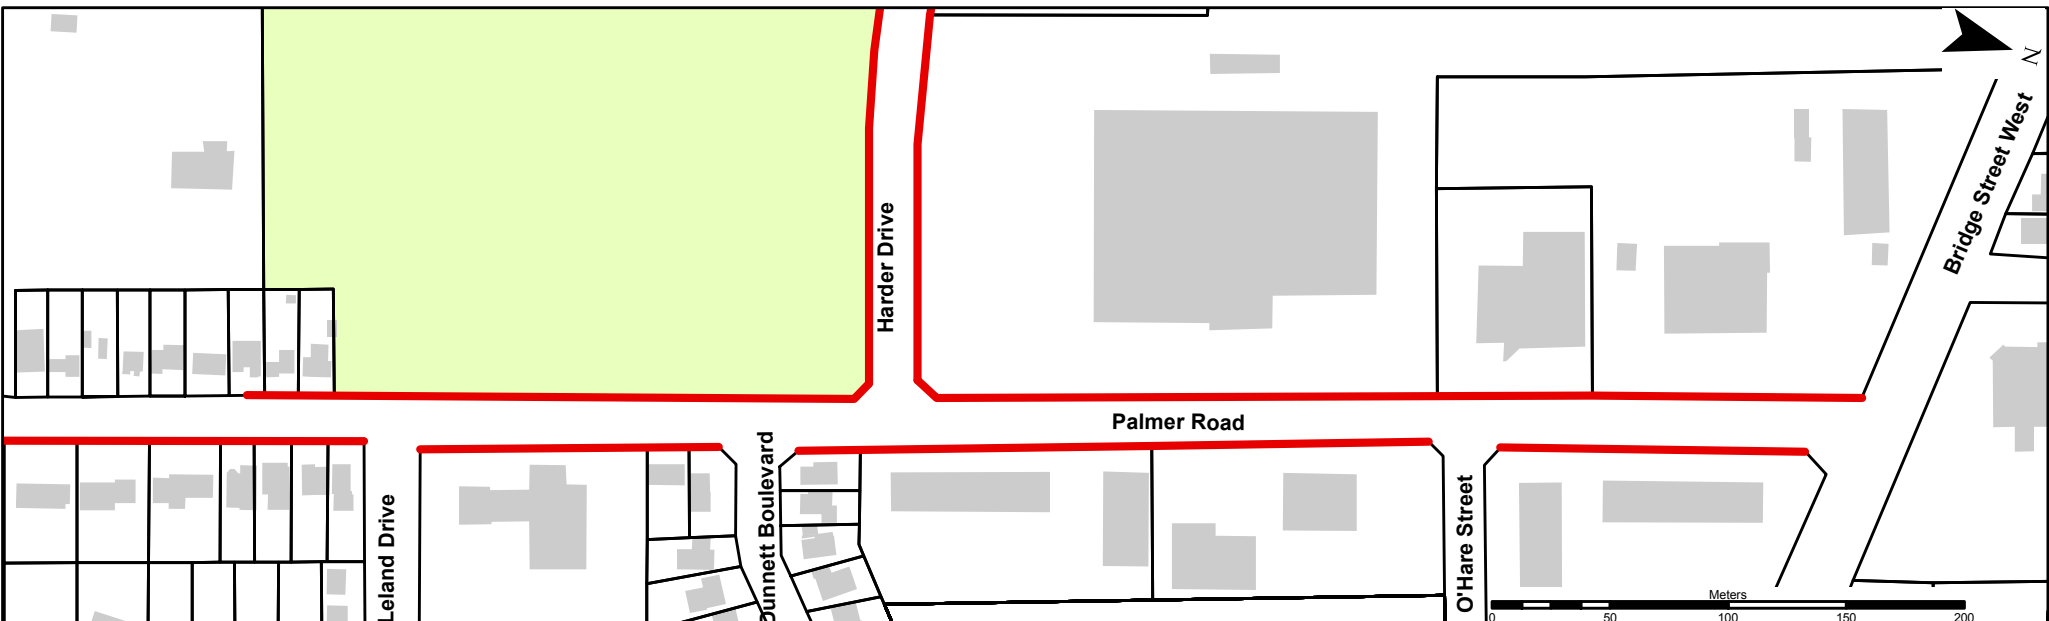 N
Bridge Street West
Harder Drive
Palmer Road
Leland Drive
Dunnett Boulevard
O'Hare Street
Meters
0 50 100 150 200